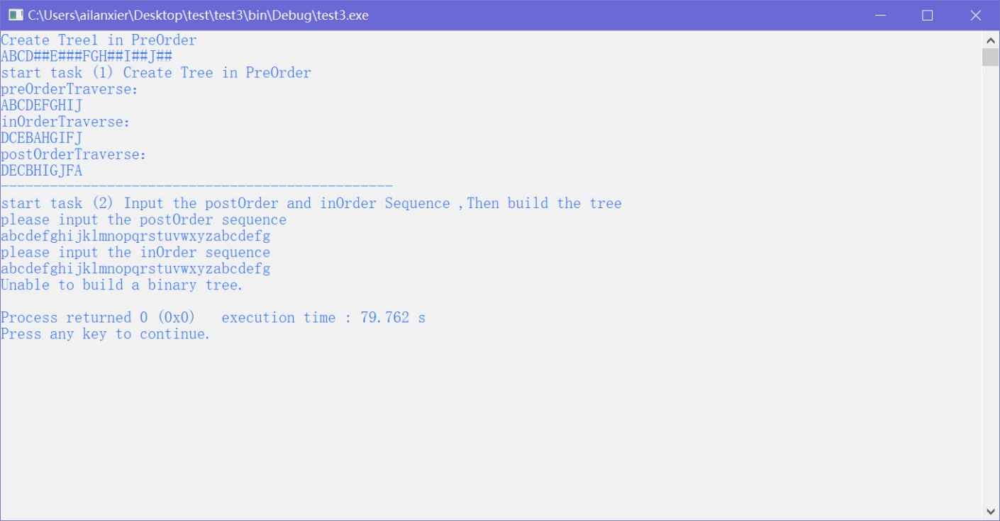 C:\Users\ailanxier\Desktop\test\test3\bin\Debug\test3.exe
Create Tree1 in PreOrder
ABCD##E###FGH##I##J##
start task (1) Create Tree in PreOrder
preOrderTraverse:
ABCDEFGHIJ
inOrderTraverse:
DCEBAHGIFJ
postOrderTraverse:
DECBHIGJFA
------------------------------------------------
start task (2) Input the postOrder and inOrder Sequence ,Then build the tree
please input the postOrder sequence
abcdefghijklmnopqrstuvwxyzabcdefg
please input the inOrder sequence
abcdefghijklmnopqrstuvwxyzabcdefg
Unable to build a binary tree.
Process returned 0 (0x0)   execution time : 79.762 s
Press any key to continue.